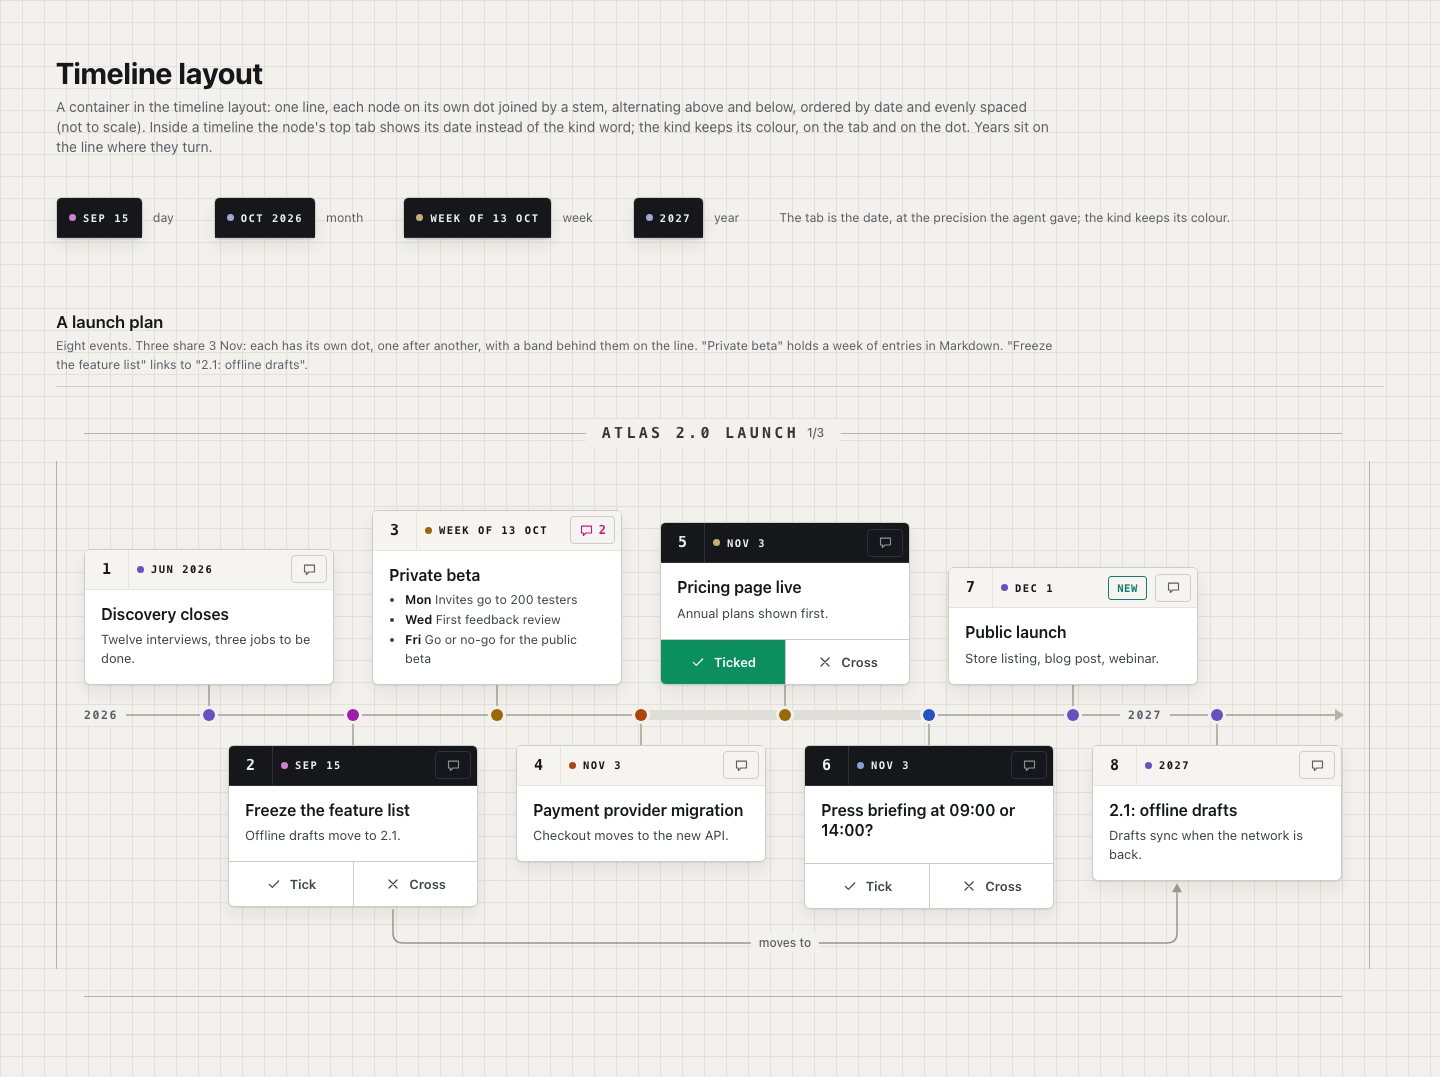 Timeline layout
A container in the timeline layout: one line, each node on its own dot joined by a stem, alternating above and below, ordered by date and evenly spaced
(not to scale). Inside a timeline the node's top tab shows its date instead of the kind word; the kind keeps its colour, on the tab and on the dot. Years sit on
the line where they turn.
SEP 15 day
OCT 2026 month
WEEK OF 13 OCT week
2027 year
The tab is the date, at the precision the agent gave; the kind keeps its colour.
A launch plan
Eight events. Three share 3 Nov: each has its own dot, one after another, with a band behind them on the line. "Private beta" holds a week of entries in Markdown. "Freeze
the feature list" links to "2.1: offline drafts".
ATLAS 2.0 LAUNCH 1/3
1 JUN 2026
Discovery closes
Twelve interviews, three jobs to be
done.
3 WEEK OF 13 OCT 2
Private beta
Mon Invites go to 200 testers
Wed First feedback review
Fri Go or no-go for the public
beta
5 NOV 3
Pricing page live
Annual plans shown first.
Ticked Cross
7 DEC 1 NEW
Public launch
Store listing, blog post, webinar.
2026
2027
2 SEP 15
Freeze the feature list
Offline drafts move to 2.1.
Tick Cross
4 NOV 3
Payment provider migration
Checkout moves to the new API.
6 NOV 3
Press briefing at 09:00 or
14:00?
Tick Cross
8 2027
2.1: offline drafts
Drafts sync when the network is
back.
moves to